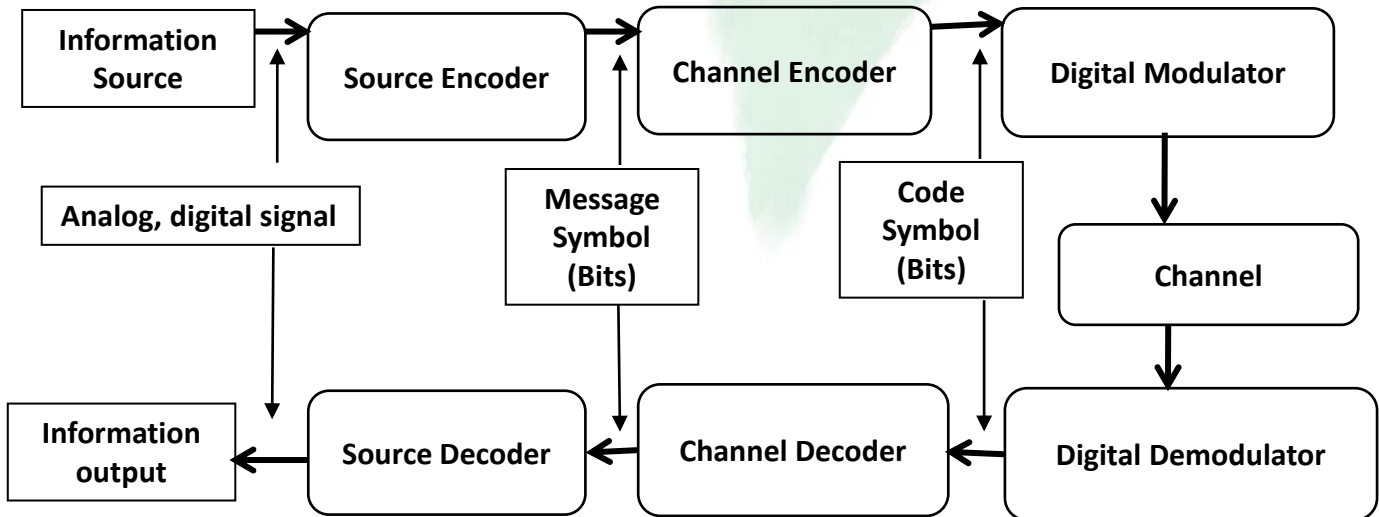 Information
Source
Source Encoder
Channel Encoder
Digital Modulator
Analog, digital signal
Message
Symbol
(Bits)
Code
Symbol
(Bits)
Channel
Information
output
Source Decoder
Channel Decoder
Digital Demodulator